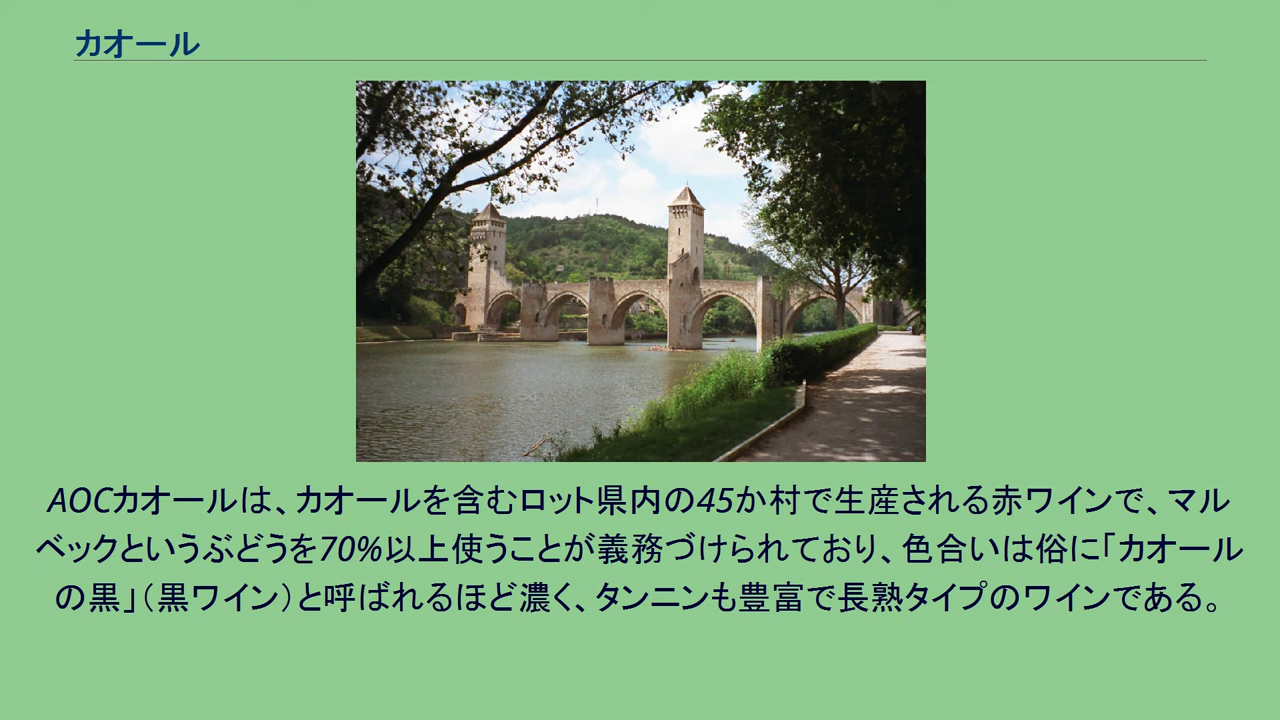 カオール
AOCカオールは、カオールを含むロット県内の45か村で生産される赤ワインで、マル
ベックというぶどうを70%以上使うことが義務づけられており、色合いは俗に「カオール
の黒」（黒ワイン）と呼ばれるほど濃く、タンニンも豊富で長熟タイプのワインである。